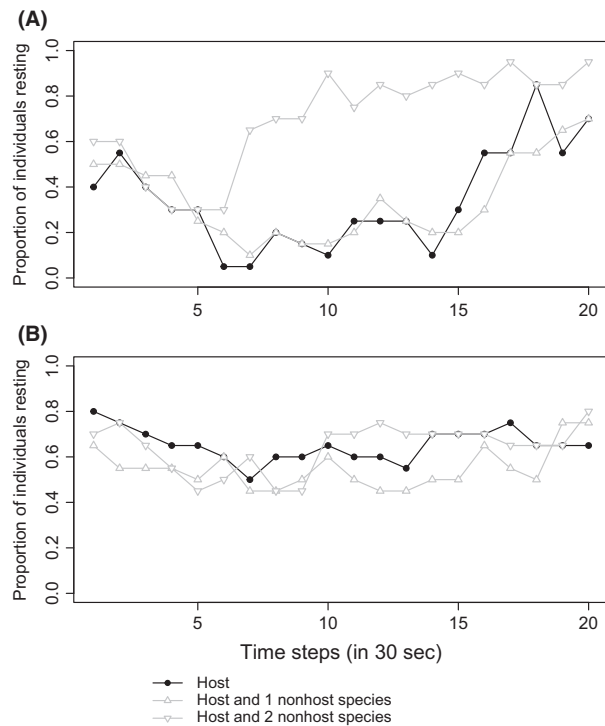 (A)
Proportion of individuals resting
1.0
0.8
0.6
0.4
0.2
0.0
5
10
15
20
(B)
Proportion of individuals resting
1.0
0.8
0.6
0.4
0.2
0.0
5
10
15
20
Time steps (in 30 sec)
Host
Host and 1 nonhost species
Host and 2 nonhost species